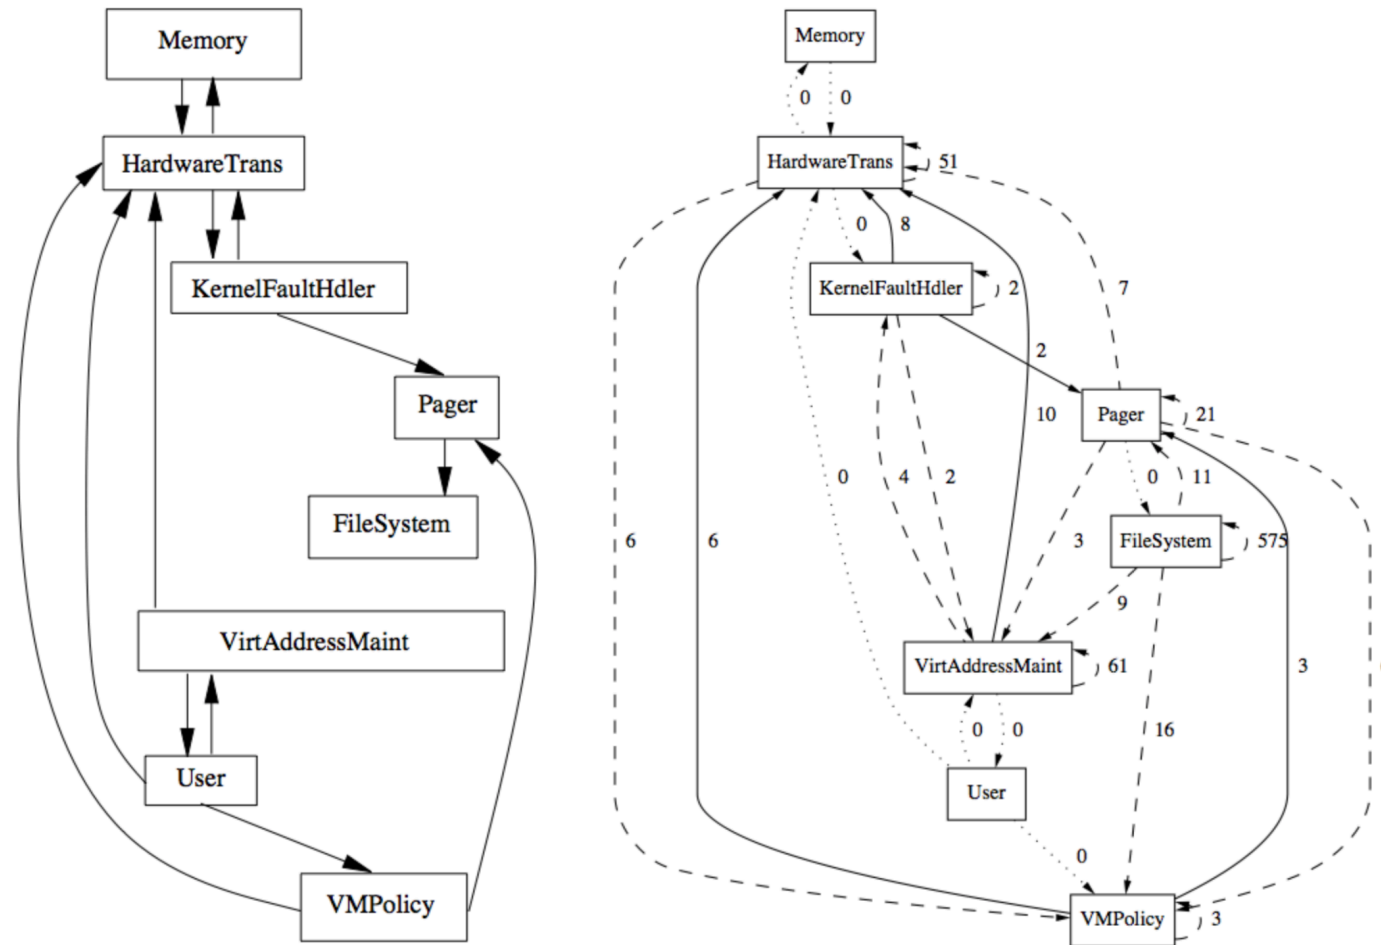 Memory
HardwareTrans
KernelFaultHdler
Pager
FileSystem
VirtAddressMaint
User
VMPolicy
Memory
0 0
HardwareTrans 51
0 8
KernelFaultHdler 2
7
2
Pager 21
10
0 4 2 0 11
6 6 3 FileSystem 575
9
VirtAddressMaint 61 3
0 0 16
User
0
VMPolicy 3